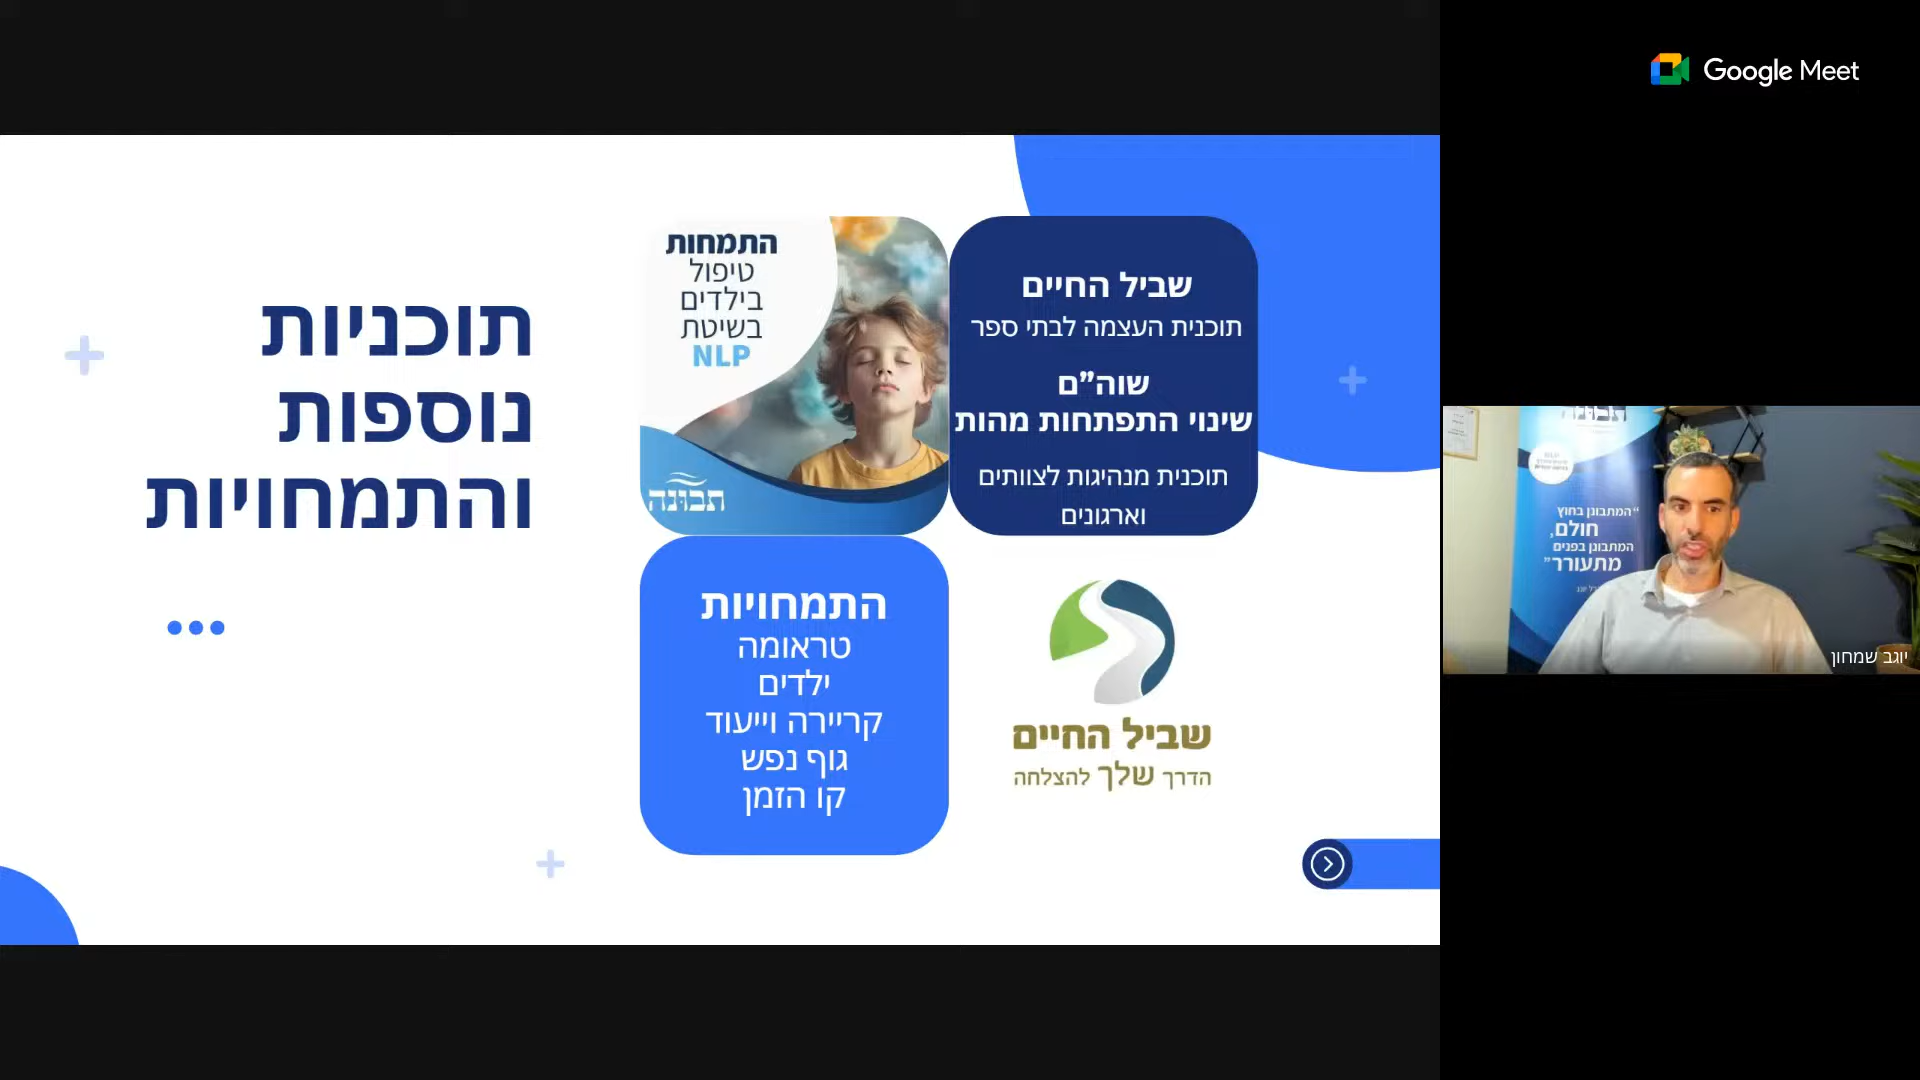 Google Meet
תוכניות
נוספות
והתמחויות
שביל החיים
תוכנית העצמה לבתי ספר
שוה"ם
שינוי התפתחות מהות
תוכנית מנהיגות לצוותים
וארגונים
התמחות
טיפול
בילדים
בשיטת
NLP
תבונה
התמחויות
טראומה
ילדים
קריירה וייעוד
גוף נפש
קו הזמן
שביל החיים
הדרך שלך להצלחה
NLP
"המתבונן בחוץ
חולם,
המתבונן בפנים
מתעורר"
יוגב שמחון